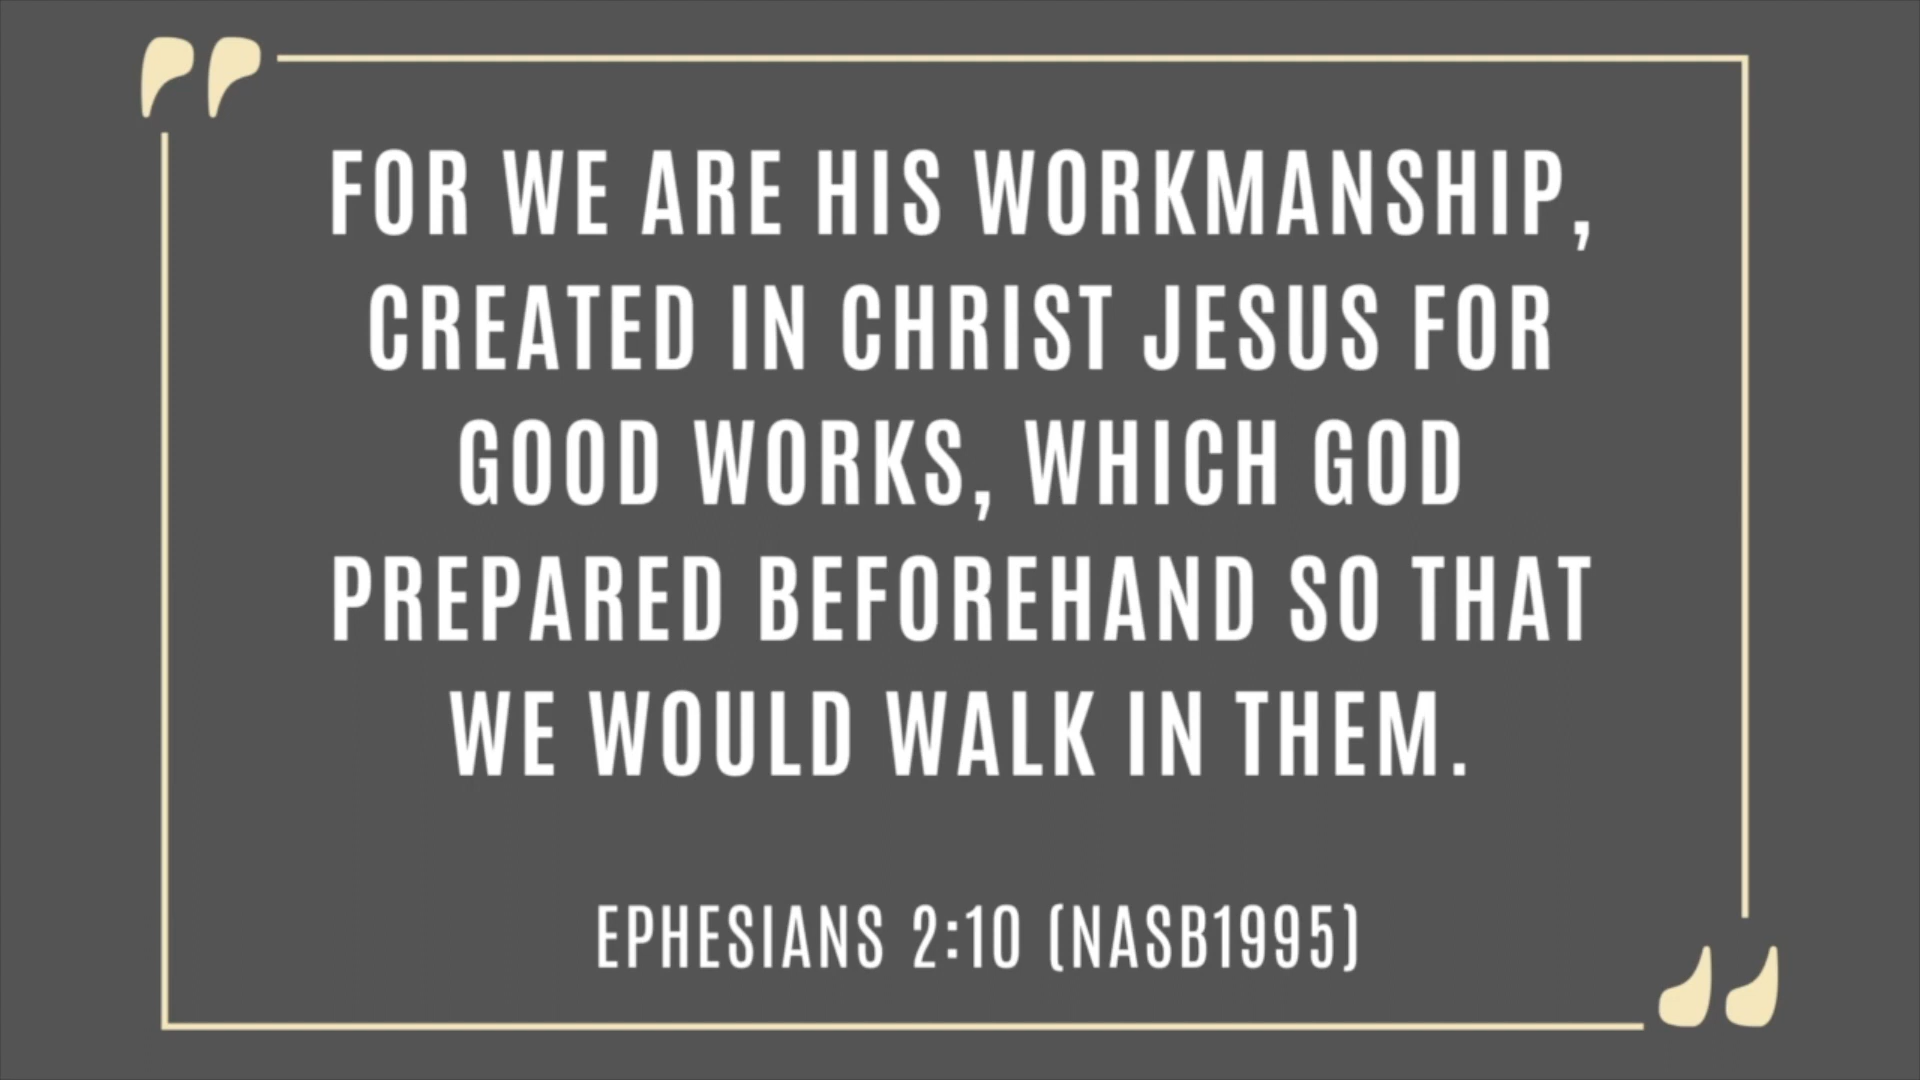 FOR WE ARE HIS WORKMANSHIP,
CREATED IN CHRIST JESUS FOR
GOOD WORKS, WHICH GOD
PREPARED BEFOREHAND SO THAT
WE WOULD WALK IN THEM.
EPHESIANS 2:10 (NASB1995)